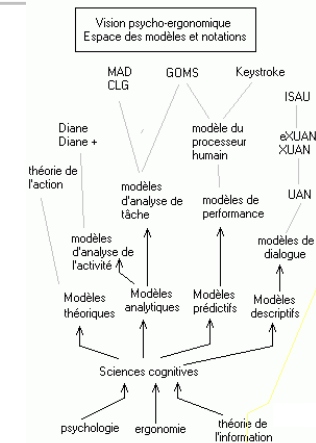 Vision psycho-ergonomique
Espace des modèles et notations
MAD
CLG
GOMS
Keystroke
ISAU
eXUAN
XUAN
Diane
Diane +
modèle du
processeur
humain
théorie de
l'action
modèles
d'analyse de
tâche
modèles de
performance
UAN
modèles
d'analyse de
l'activité
modèles de
dialogue
Modèles
théoriques
Modèles
analytiques
Modèles
prédictifs
Modèles
descriptifs
Sciences cognitives
psychologie
ergonomie
théorie de
l'information